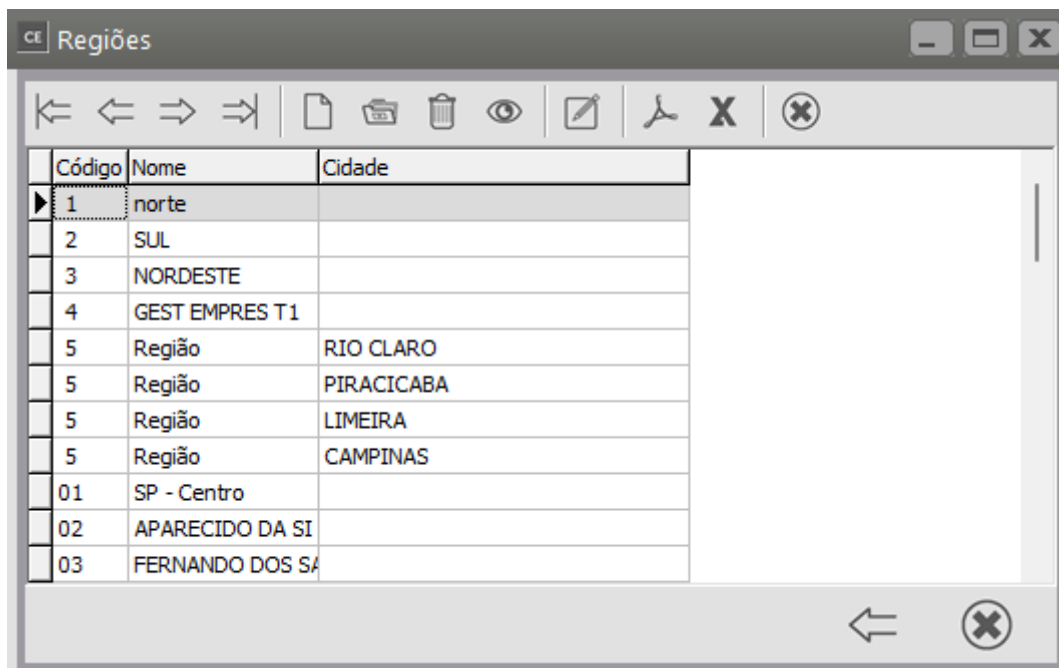 CE Regiões
X
Código Nome Cidade
1 norte
2 SUL
3 NORDESTE
4 GEST EMPRES T1
5 Região RIO CLARO
5 Região PIRACICABA
5 Região LIMEIRA
5 Região CAMPINAS
01 SP - Centro
02 APARECIDO DA SI
03 FERNANDO DOS SA